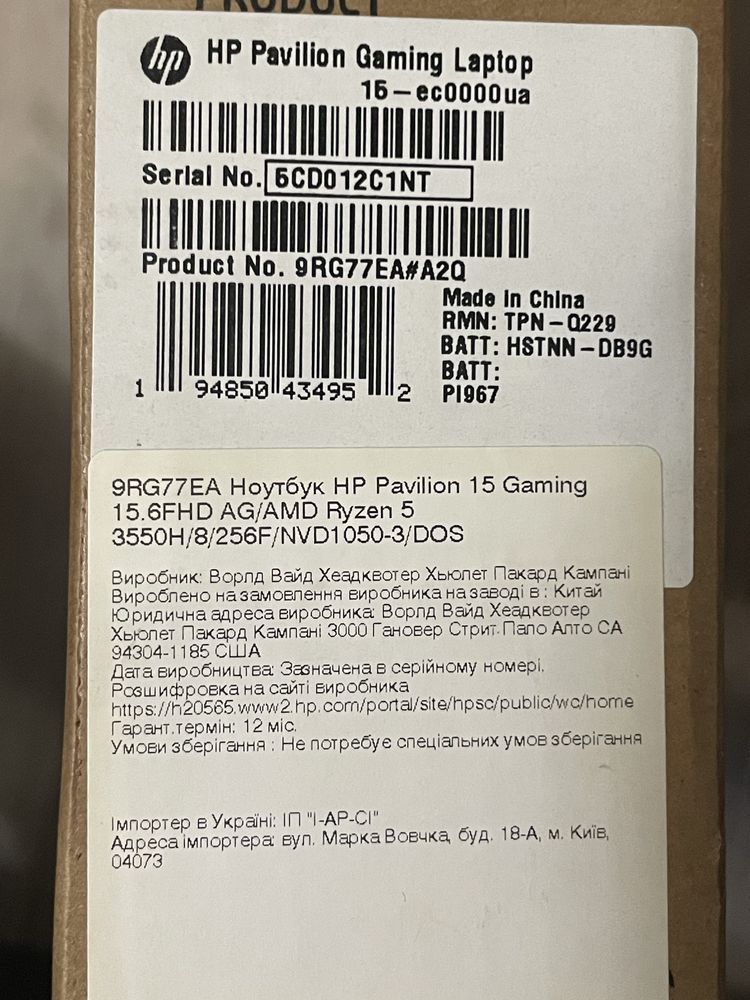 PRODUCT
hp HP Pavilion Gaming Laptop
15-ec0000ua
Serial No. 5CD012C1NT
Product No. 9RG77EA#A2Q
1 94850 43495 2
Made in China
RMN: TPN-Q229
BATT: HSTNN-DB9G
BATT:
PI967
9RG77EA Ноутбук HP Pavilion 15 Gaming
15.6FHD AG/AMD Ryzen 5
3550H/8/256F/NVD1050-3/DOS
Виробник: Ворлд Вайд Хеадквотер Хьюлет Пакард Кампані
Вироблено на замовлення виробника на заводі в : Китай
Юридична адреса виробника: Ворлд Вайд Хеадквотер
Хьюлет Пакард Кампані 3000 Гановер Стрит.Пало Алто СА
94304-1185 США
Дата виробництва: Зазначена в серійному номері.
Розшифровка на сайті виробника
https://h20565.www2.hp.com/portal/site/hpsc/public/wc/home
Гарант.термін: 12 міс.
Умови зберігання : Не потребує спеціальних умов зберігання
Імпортер в Україні: ІП "І-АР-СІ"
Адреса імпортера: вул. Марка Вовчка, буд. 18-А, м. Київ,
04073